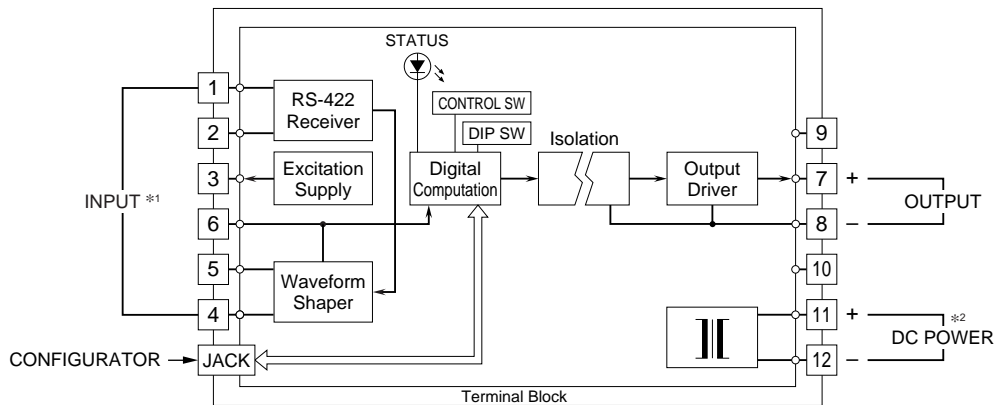 STATUS
1
RS-422
Receiver
CONTROL SW
DIP SW
2
Isolation
9
3
Excitation
Supply
Digital
Computation
Output
Driver
7
+
INPUT *1
OUTPUT
6
8
−
5
Waveform
Shaper
10
4
11
+
*2
DC POWER
CONFIGURATOR
JACK
12
−
Terminal Block